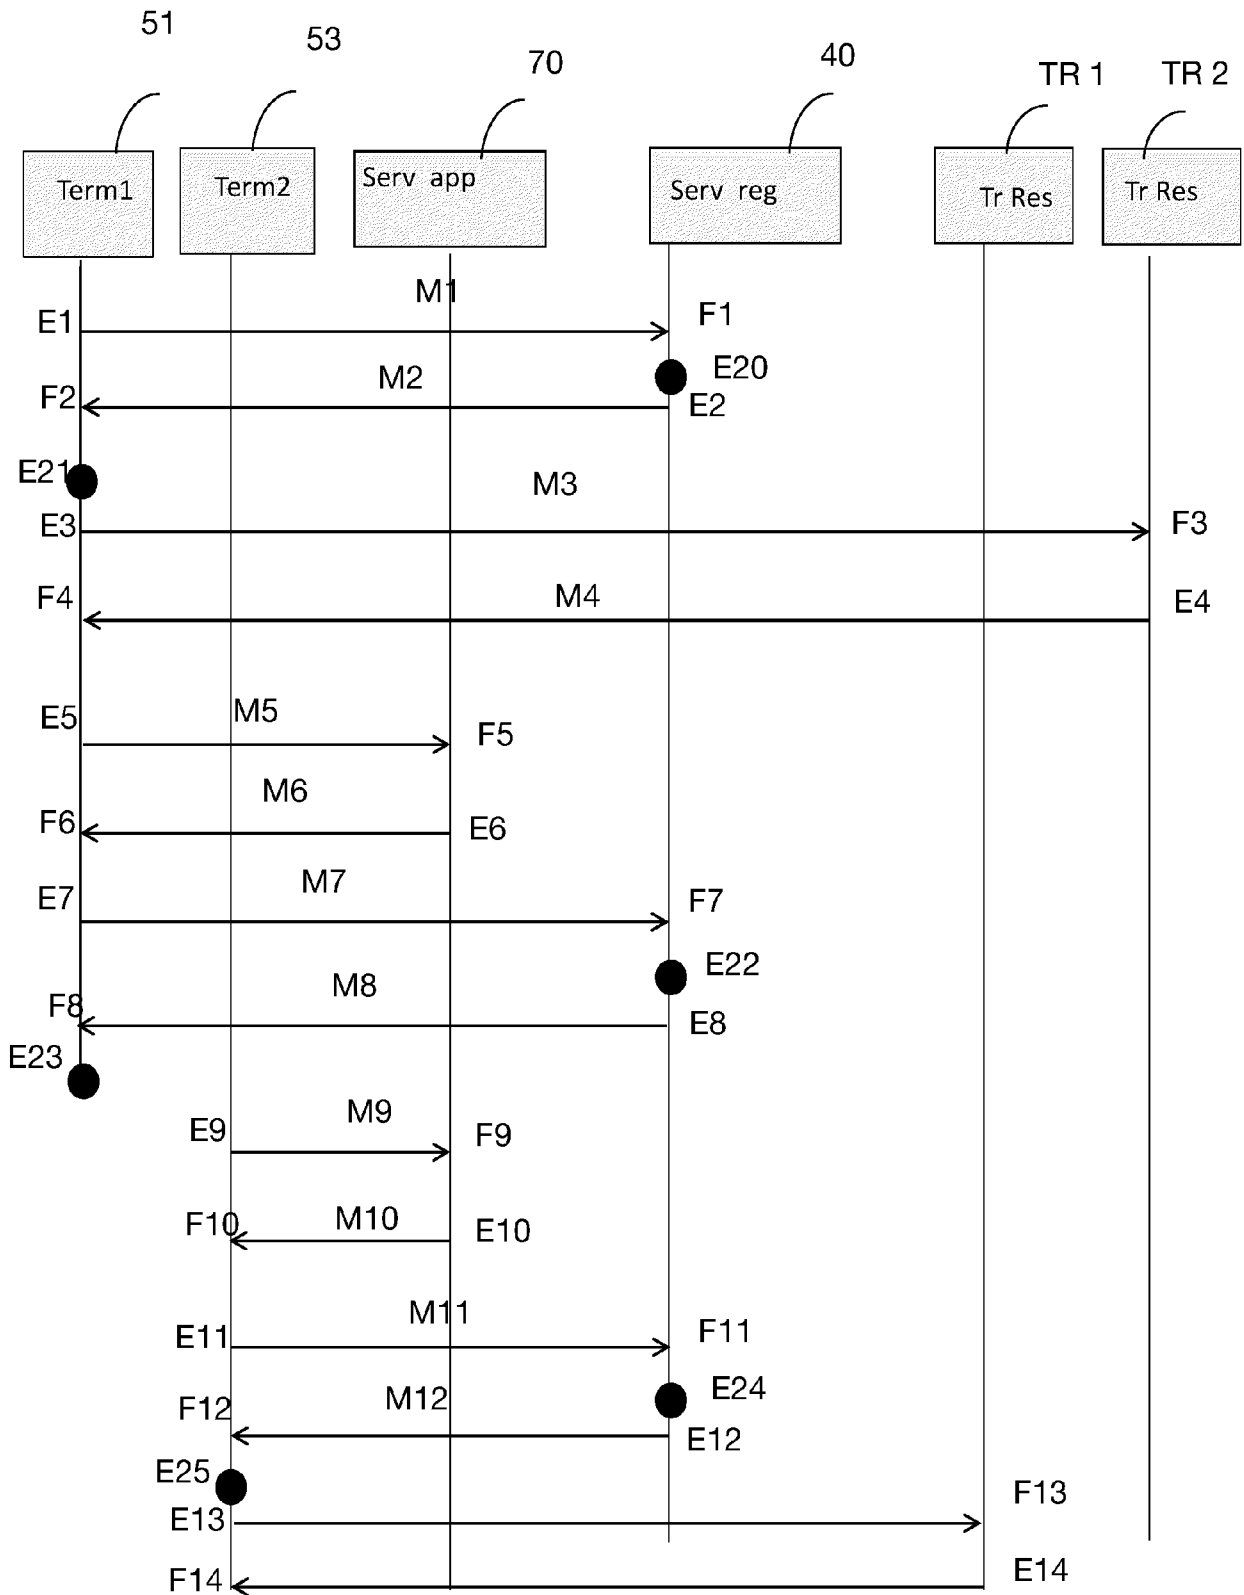 51
53
70
40
TR 1
TR 2
Term1
Term2
Serv app
Serv reg
Tr Res
Tr Res
M1
E1
F1
E20
M2
F2
E2
E21
M3
E3
F3
F4
M4
E4
E5
M5
F5
M6
F6
E6
M7
E7
F7
E22
M8
F8
E8
E23
M9
E9
F9
F10
M10
E10
M11
E11
F11
E24
M12
F12
E12
E25
F13
E13
E14
F14